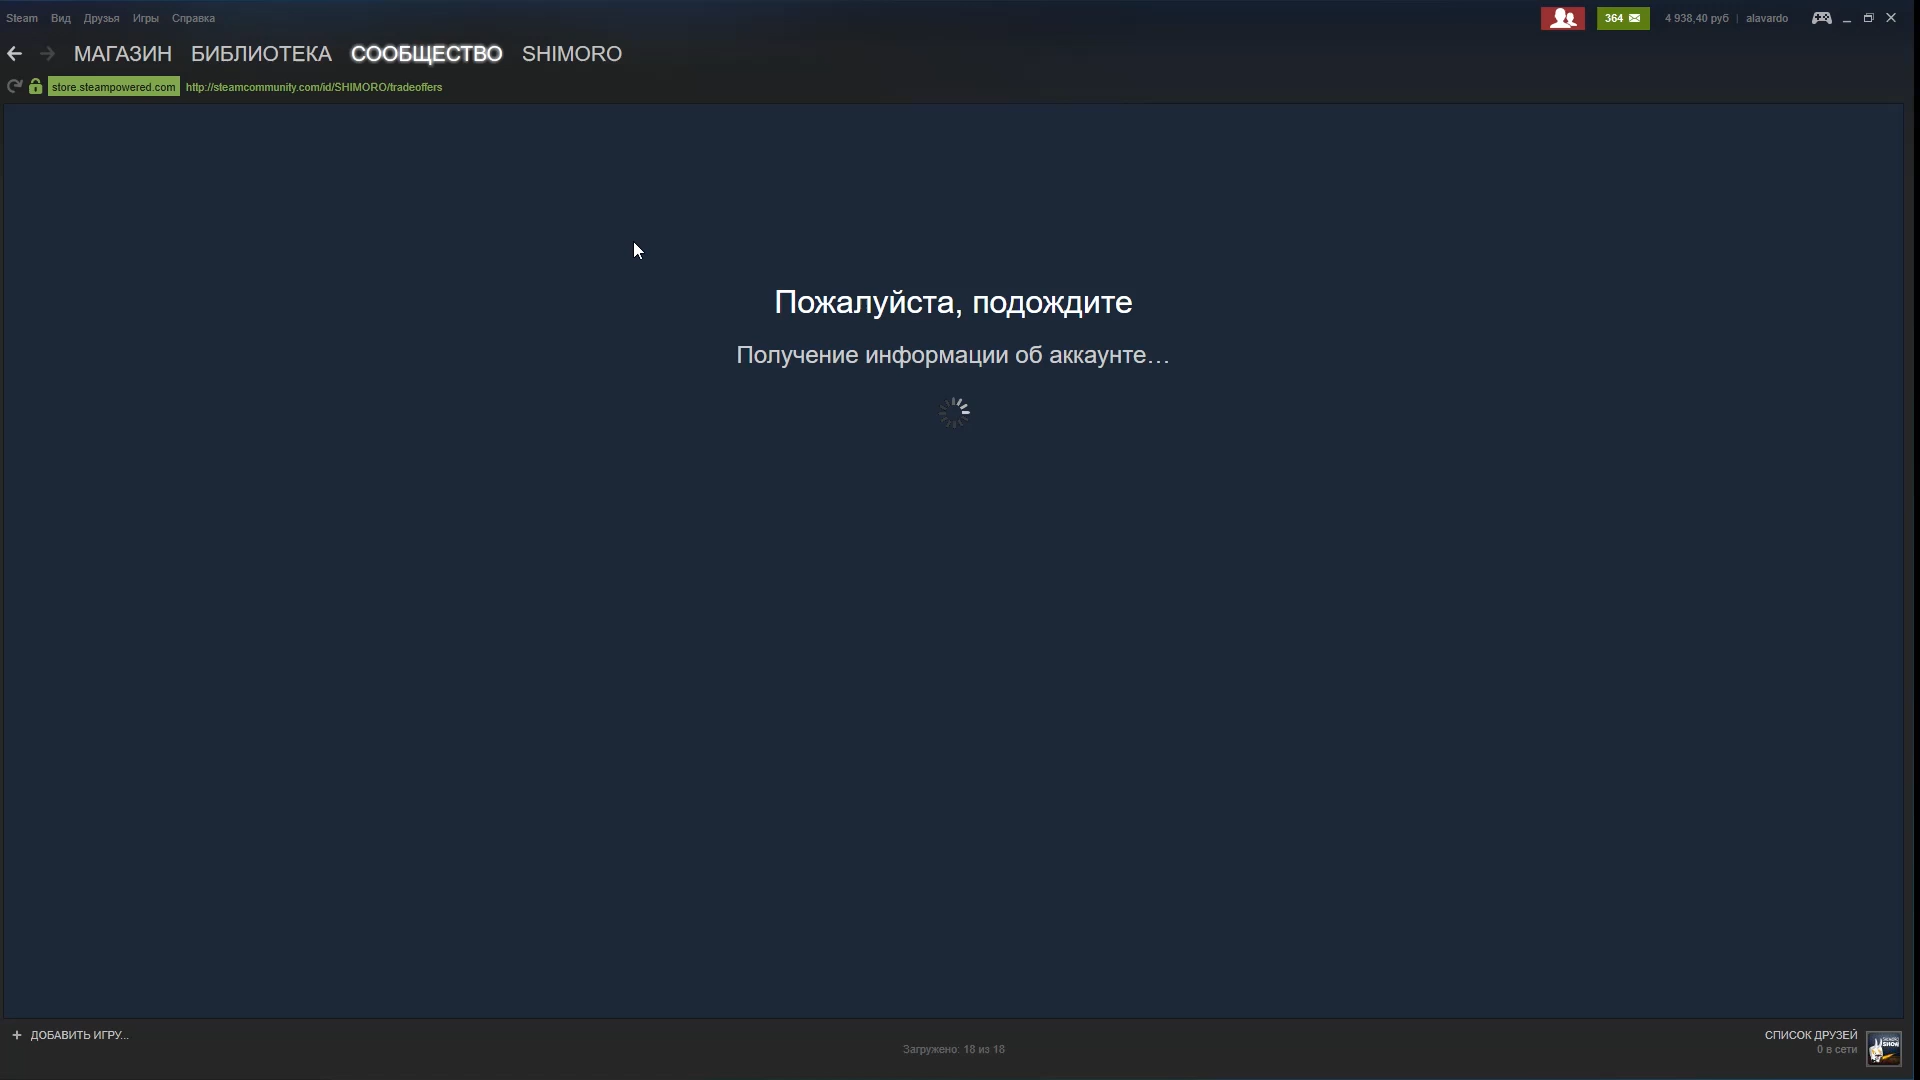 Steam Вид Друзья Игры Справка
364 4 938,40 руб | alavardo
МАГАЗИН БИБЛИОТЕКА СООБЩЕСТВО SHIMORO
store.steampowered.com http://steamcommunity.com/id/SHIMORO/tradeoffers
Пожалуйста, подождите
Получение информации об аккаунте...
+ ДОБАВИТЬ ИГРУ...
Загружено: 18 из 18
СПИСОК ДРУЗЕЙ
0 в сети